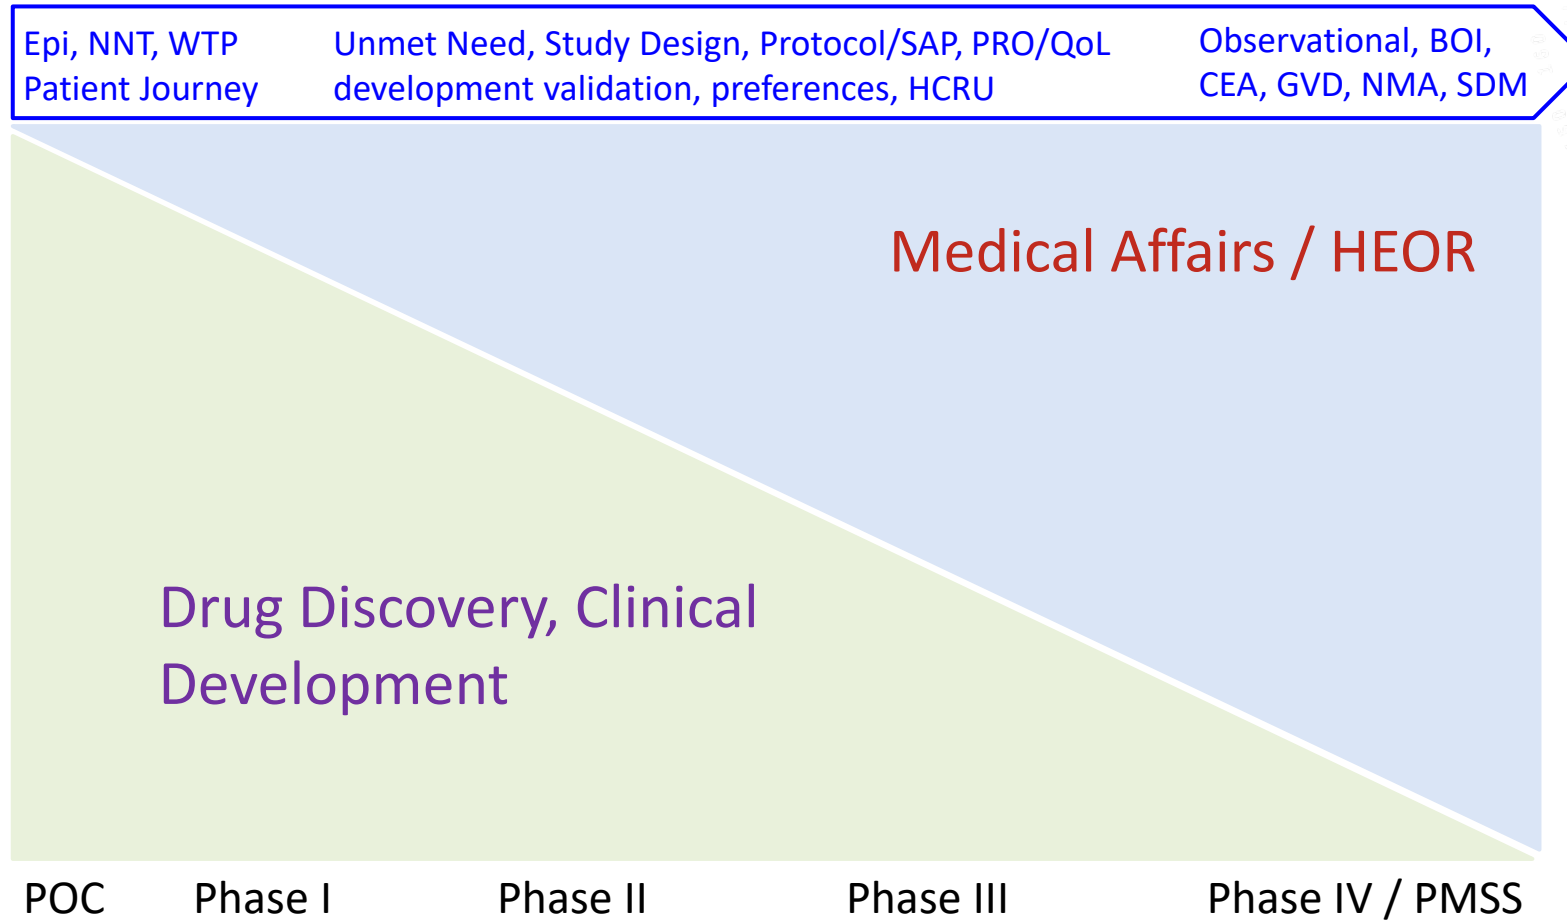 Epi, NNT, WTP
Patient Journey
Unmet Need, Study Design, Protocol/SAP, PRO/QoL
development validation, preferences, HCRU
Observational, BOI,
CEA, GVD, NMA, SDM
Medical Affairs / HEOR
Drug Discovery, Clinical
Development
POC
Phase I
Phase II
Phase III
Phase IV / PMSS